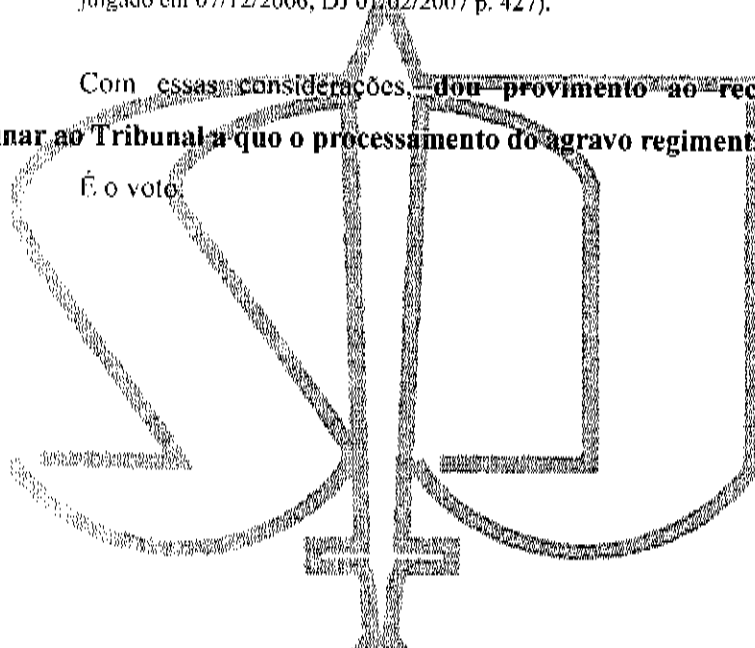 julgado em 07/12/2006, DJ 01/02/2007 p. 427).
Com essas considerações, dou provimento ao rec
nar ao Tribunal a quo o processamento do agravo regiment
É o voto.
STJ